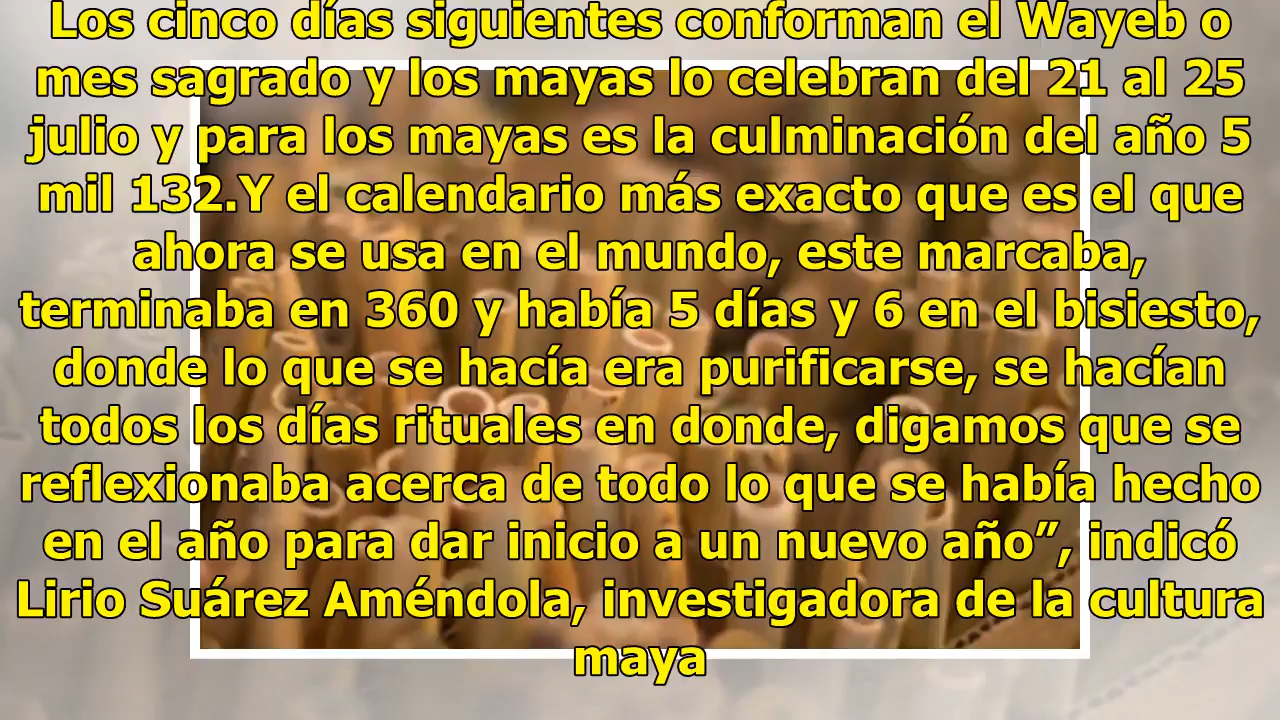 Los cinco días siguientes conforman el Wayeb o
mes sagrado y los mayas lo celebran del 21 al 25
julio y para los mayas es la culminación del año 5
mil 132.Y el calendario más exacto que es el que
ahora se usa en el mundo, este marcaba,
terminaba en 360 y había 5 días y 6 en el bisiesto,
donde lo que se hacía era purificarse, se hacían
todos los días rituales en donde, digamos que se
reflexionaba acerca de todo lo que se había hecho
en el año para dar inicio a un nuevo año”, indicó
Lirio Suárez Améndola, investigadora de la cultura
maya